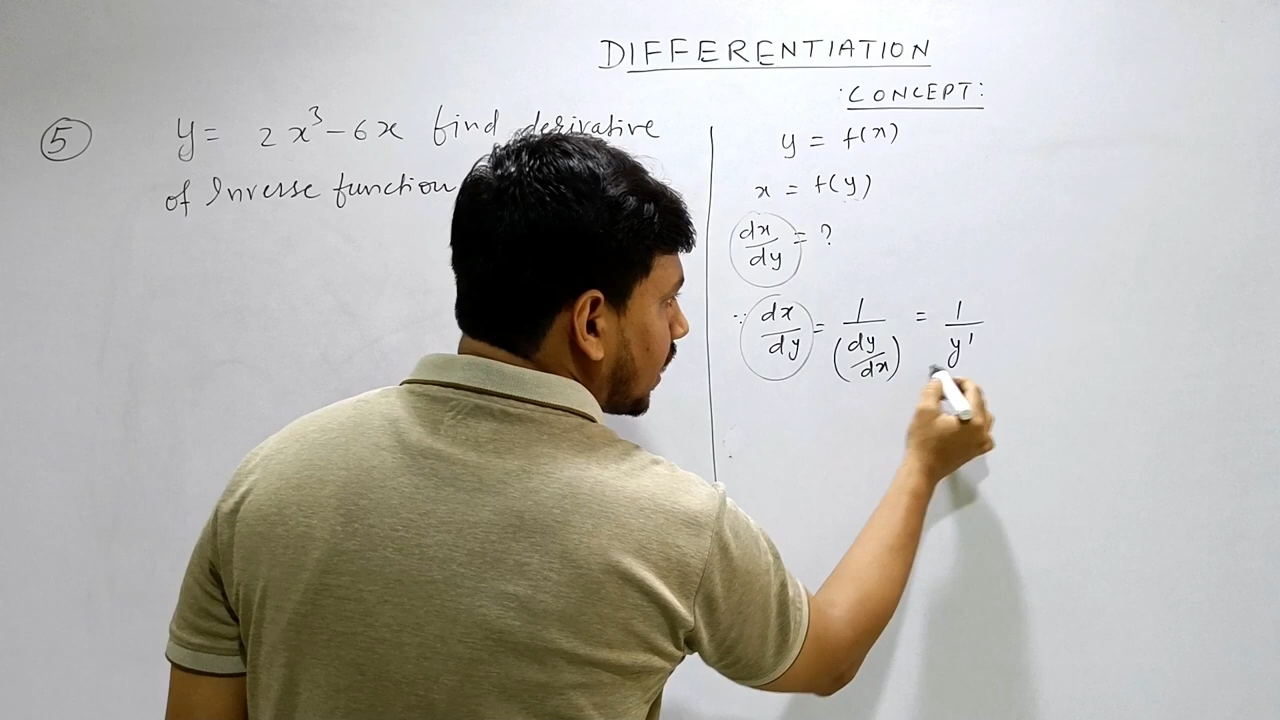 DIFFERENTIATION
⑤ y = 2x³-6x find derivative
of Inverse function
CONCEPT:
y = f(x)
x = f(y)
dx/dy = ?
∵ dx/dy = 1/(dy/dx) = 1/y'